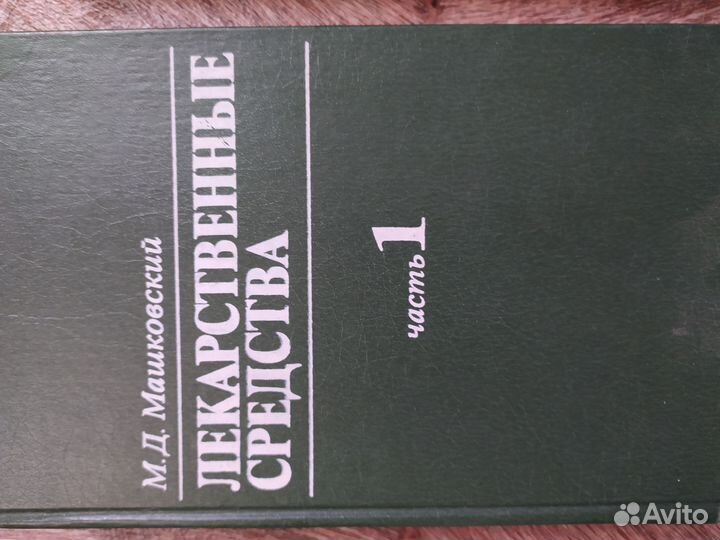 М.Д. Машковский
ЛЕКАРСТВЕННЫЕ
СРЕДСТВА
часть 1
Avito